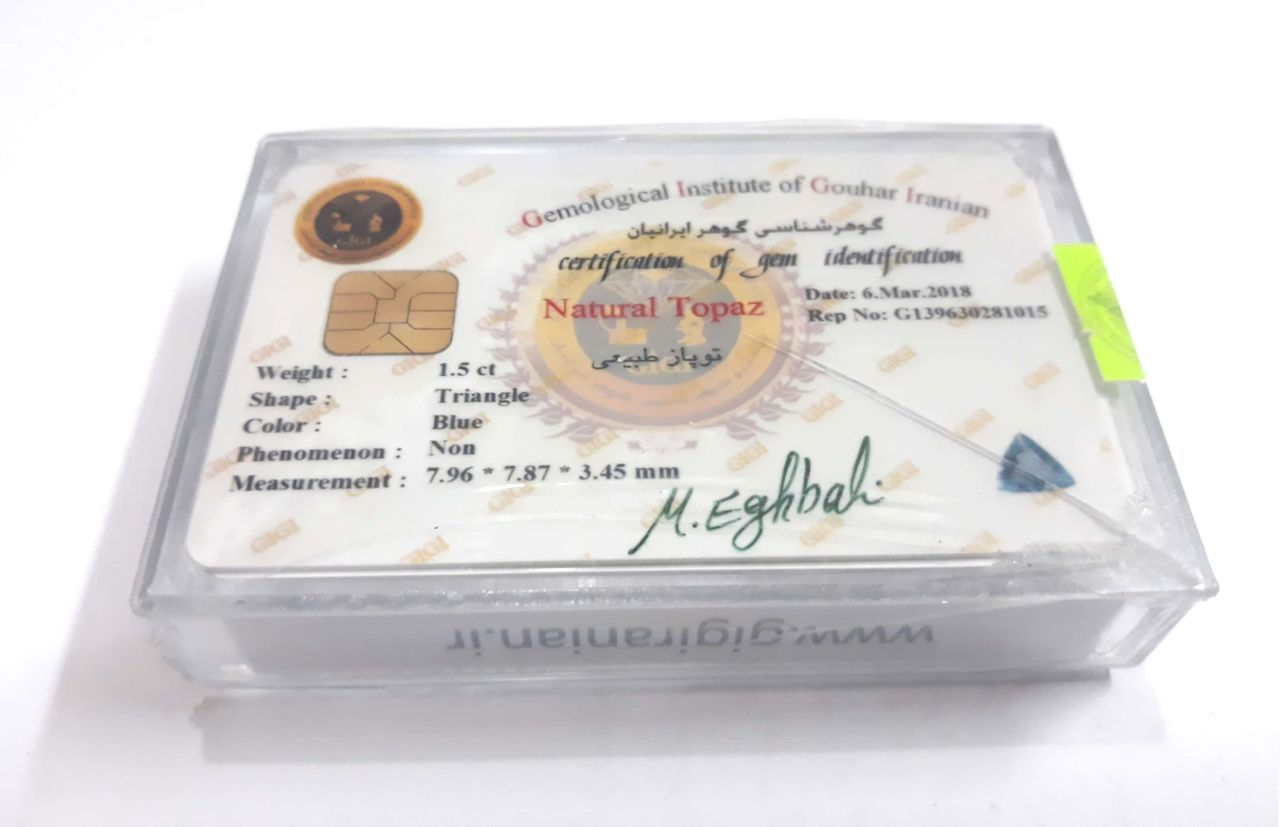 Gemological Institute of Gouhar Iranian
گوهرشناسی گوهر ایرانیان
certification of gem identification
Natural Topaz
توپاز طبیعی
Date: 6.Mar.2018
Rep No: G139630281015
GIGI
Weight : 1.5 ct
Shape : Triangle
Color : Blue
Phenomenon : Non
Measurement : 7.96 * 7.87 * 3.45 mm
M. Eghbali
www.gigiranian.ir